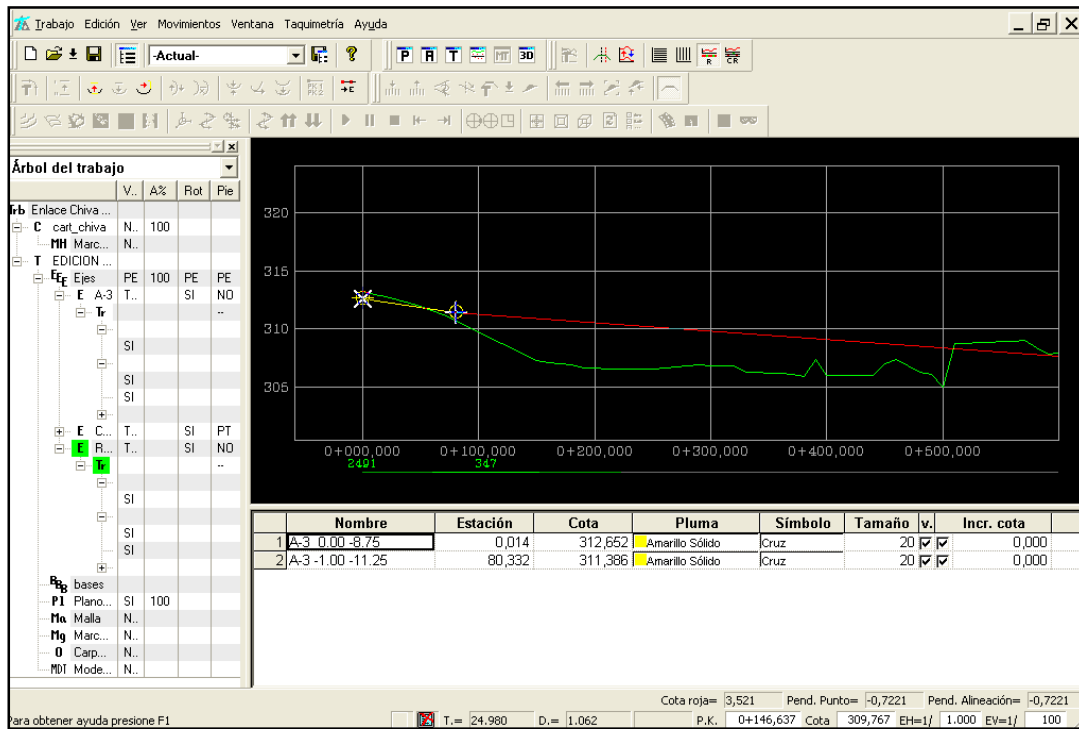 Trabajo Edición Ver Movimientos Ventana Taquimetría Ayuda
-Actual- P A T MT 3D R CR
PK1 PK2 E
Árbol del trabajo
V.. A% Rot Pie
Trb Enlace Chiva ...
C cart_chiva N.. 100
MH Marc... N..
T EDICION ...
EEE Ejes PE 100 PE PE
E A-3 T.. SI NO
Tr --
SI
SI
SI
E C... T.. SI PT
E R... T.. SI NO
Tr --
SI
SI
SI
BBB bases
Pl Plano... SI 100
Ma Malla N..
Mg Marc... N..
O Carp... N..
MDT Mode... N..
320
315
310
305
0+000,000 0+100,000 0+200,000 0+300,000 0+400,000 0+500,000
2491 347
Nombre Estación Cota Pluma Símbolo Tamaño v. Incr. cota
1 A-3 0.00 -8.75 0,014 312,652 Amarillo Sólido Cruz 20 0,000
2 A-3 -1.00 -11.25 80,332 311,386 Amarillo Sólido Cruz 20 0,000
Cota roja= 3,521 Pend. Punto= -0,7221 Pend. Alineación= -0,7221
Para obtener ayuda presione F1 T.= 24.980 D.= 1.062 P.K. 0+146,637 Cota 309,767 EH=1/ 1.000 EV=1/ 100